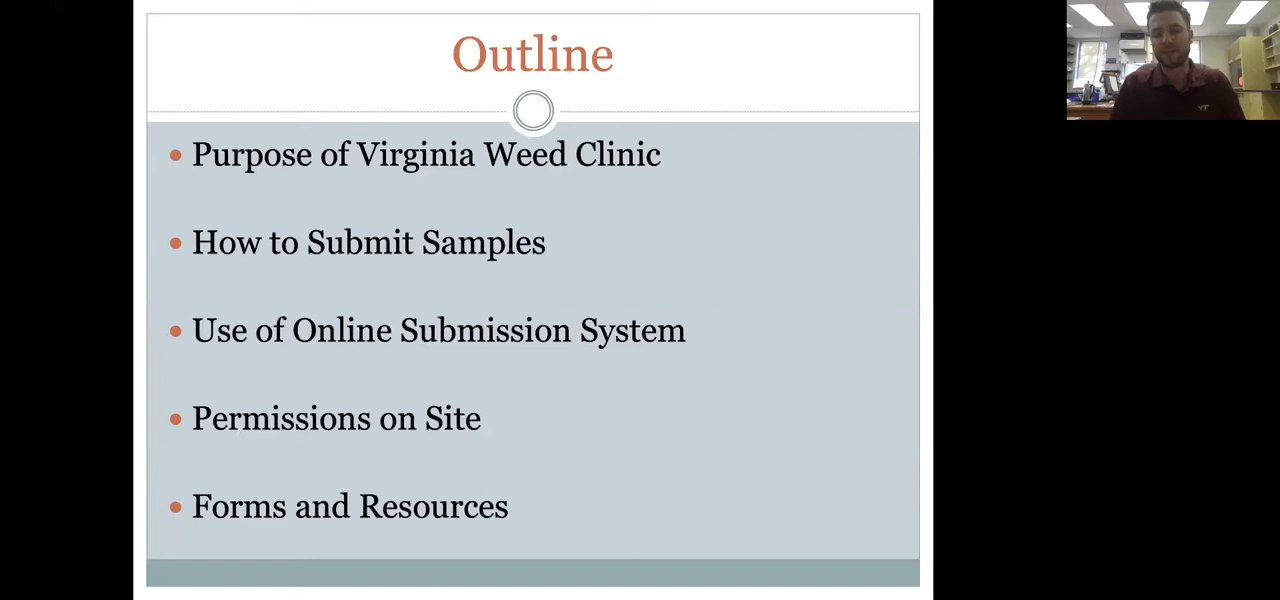 Outline
Purpose of Virginia Weed Clinic
How to Submit Samples
Use of Online Submission System
Permissions on Site
Forms and Resources
VT